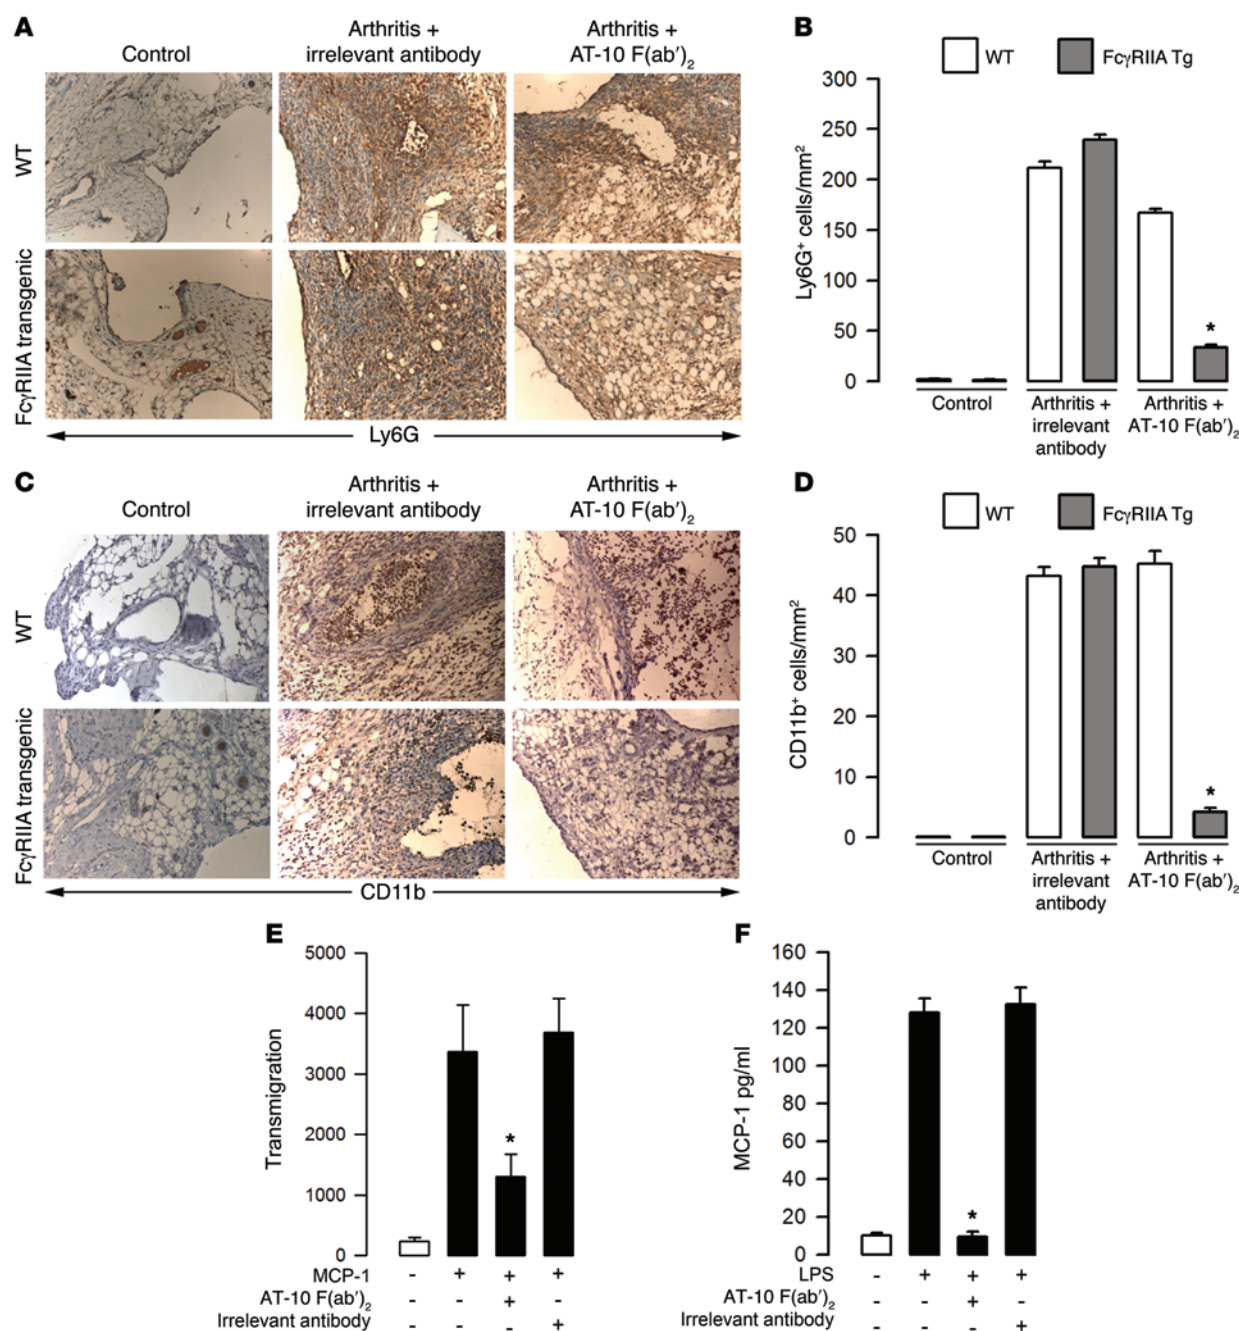 A
Control
Arthritis +
irrelevant antibody
Arthritis +
AT-10 F(ab′)₂
WT
FcγRIIA transgenic
Ly6G
B
WT
FcγRIIA Tg
Ly6G⁺ cells/mm²
300
250
200
150
100
50
0
*
Control
Arthritis +
irrelevant
antibody
Arthritis +
AT-10 F(ab′)₂
C
Control
Arthritis +
irrelevant antibody
Arthritis +
AT-10 F(ab′)₂
WT
FcγRIIA transgenic
CD11b
D
WT
FcγRIIA Tg
CD11b⁺ cells/mm²
50
40
30
20
10
0
*
Control
Arthritis +
irrelevant
antibody
Arthritis +
AT-10 F(ab′)₂
E
Transmigration
5000
4000
3000
2000
1000
0
*
MCP-1 - + + +
AT-10 F(ab′)₂ - - + -
Irrelevant antibody - - - +
F
MCP-1 pg/ml
160
140
120
100
80
60
40
20
0
*
LPS - + + +
AT-10 F(ab′)₂ - - + -
Irrelevant antibody - - - +